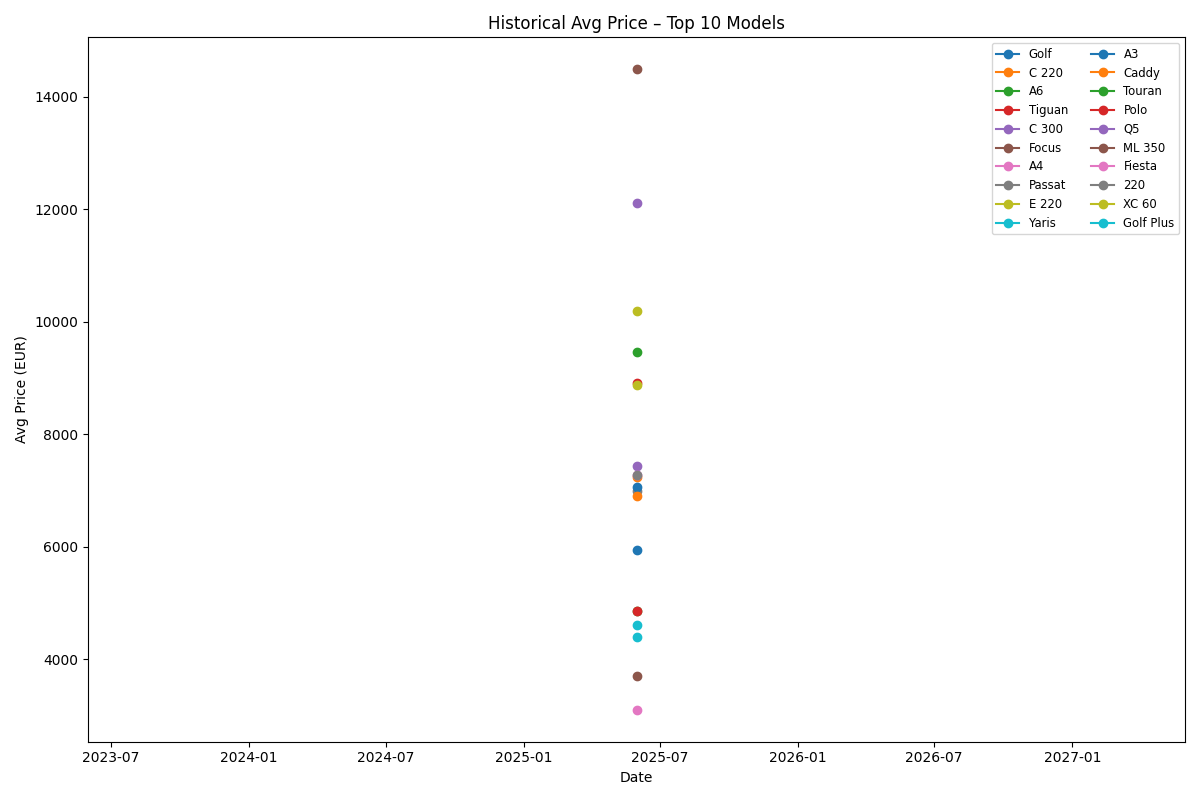 Historical Avg Price – Top 10 Models
Golf
C 220
A6
Tiguan
C 300
Focus
A4
Passat
E 220
Yaris
A3
Caddy
Touran
Polo
Q5
ML 350
Fiesta
220
XC 60
Golf Plus
Avg Price (EUR)
14000
12000
10000
8000
6000
4000
2023-07 2024-01 2024-07 2025-01 2025-07 2026-01 2026-07 2027-01
Date